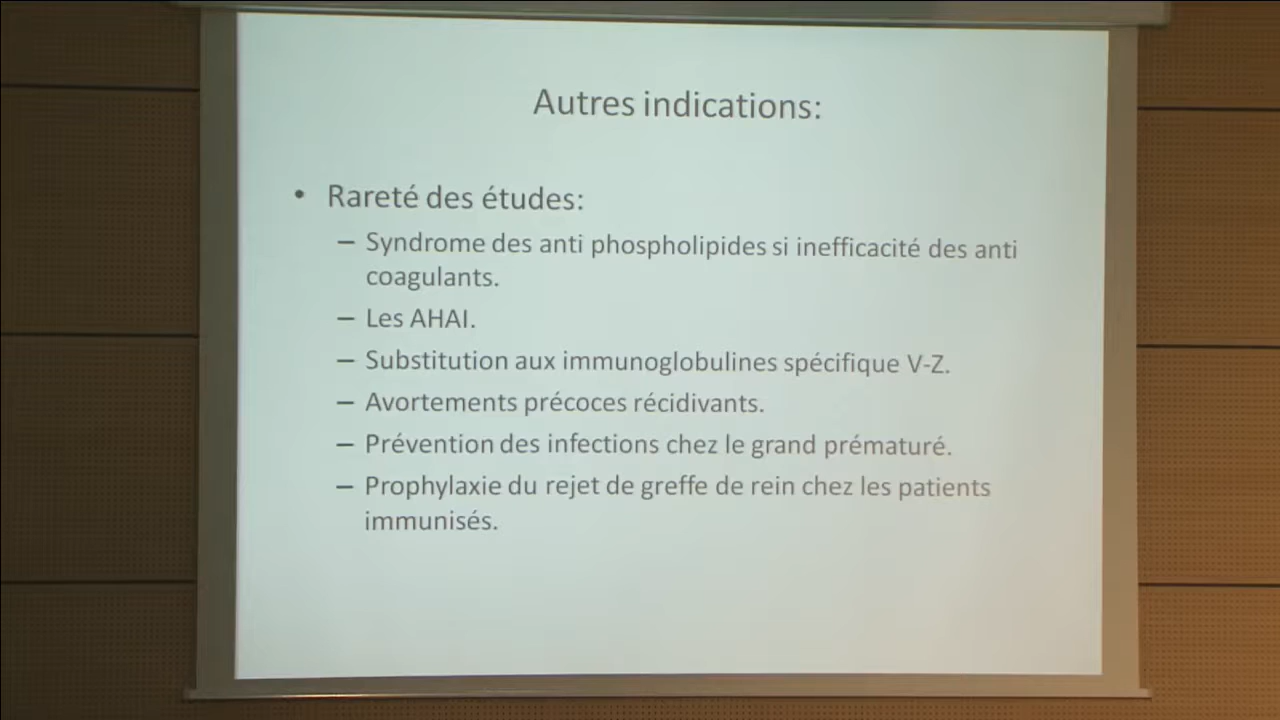 Autres indications:
• Rareté des études:
– Syndrome des anti phospholipides si inefficacité des anti
coagulants.
– Les AHAI.
– Substitution aux immunoglobulines spécifique V-Z.
– Avortements précoces récidivants.
– Prévention des infections chez le grand prématuré.
– Prophylaxie du rejet de greffe de rein chez les patients
immunisés.